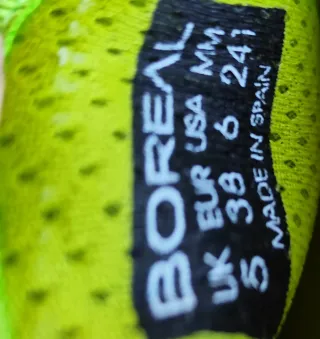 BOREAL
UK EUR USA MM
5 38 6 241
MADE IN SPAIN